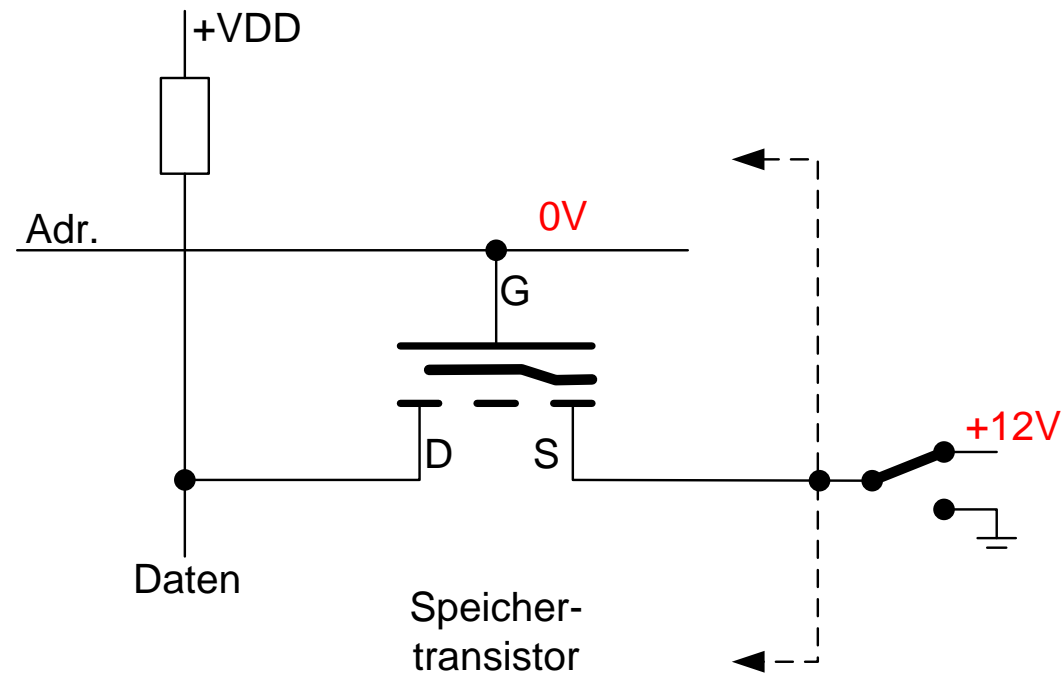 +VDD
Adr.
0V
G
D
S
+12V
Daten
Speicher-
transistor